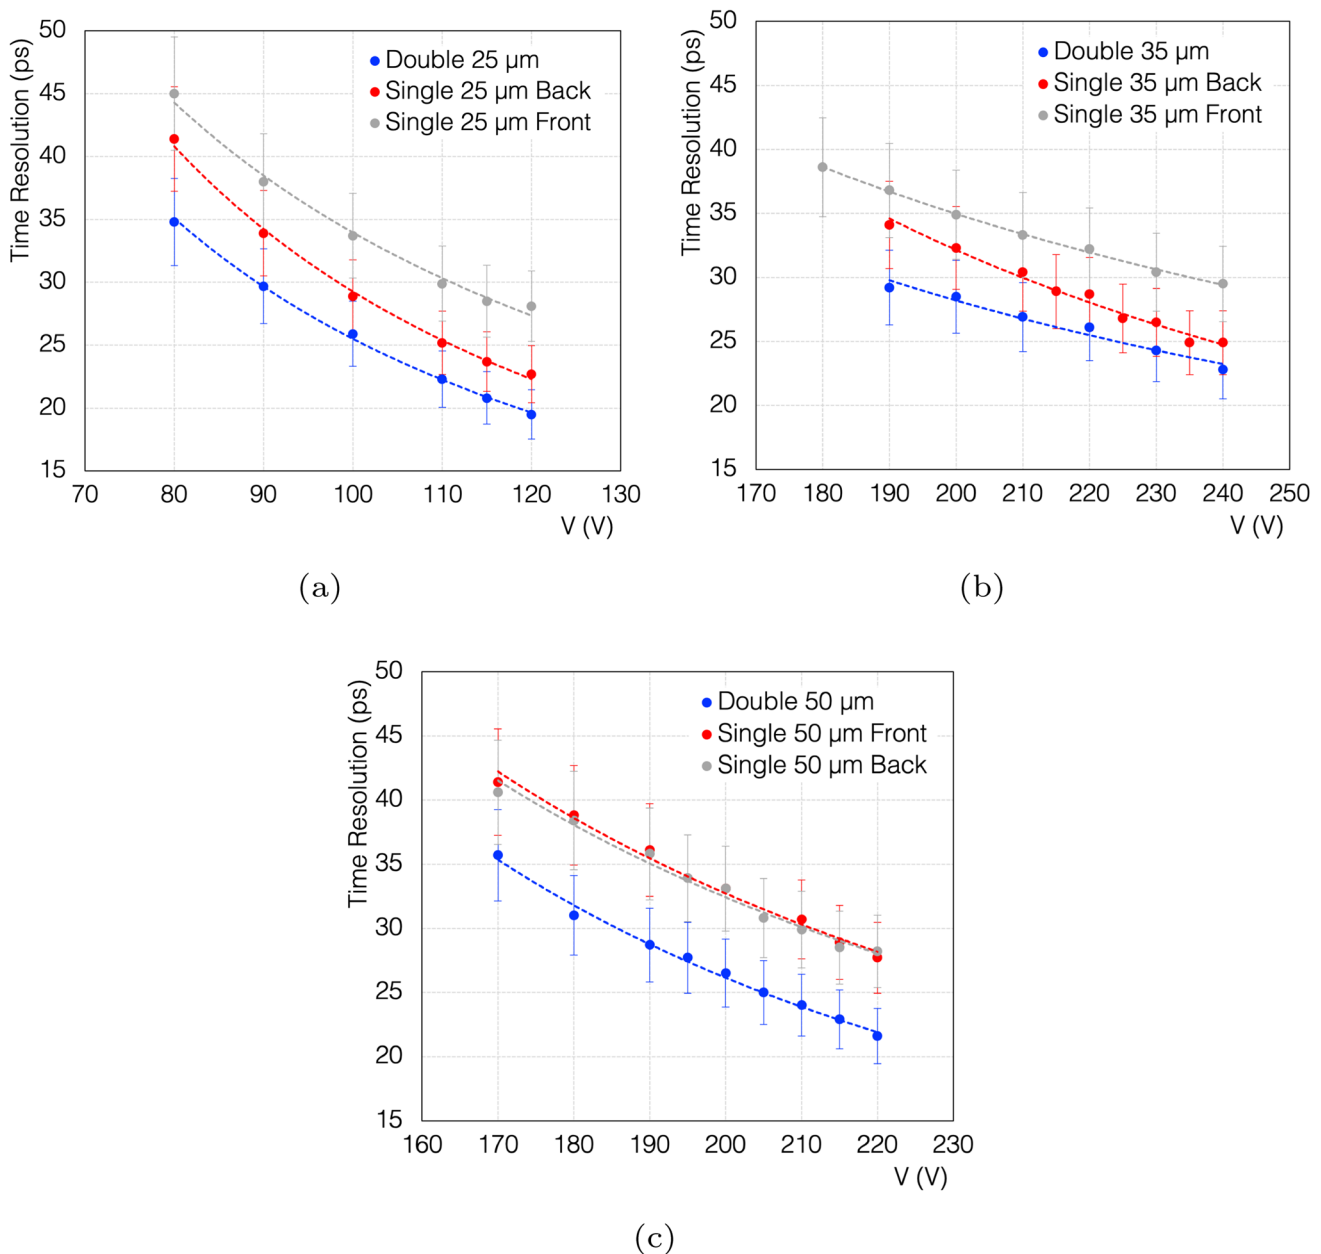 Time Resolution (ps)
50
45
40
35
30
25
20
15
70 80 90 100 110 120 130
V (V)
Double 25 µm
Single 25 µm Back
Single 25 µm Front
(a)
Time Resolution (ps)
50
45
40
35
30
25
20
15
170 180 190 200 210 220 230 240 250
V (V)
Double 35 µm
Single 35 µm Back
Single 35 µm Front
(b)
Time Resolution (ps)
50
45
40
35
30
25
20
15
160 170 180 190 200 210 220 230
V (V)
Double 50 µm
Single 50 µm Front
Single 50 µm Back
(c)